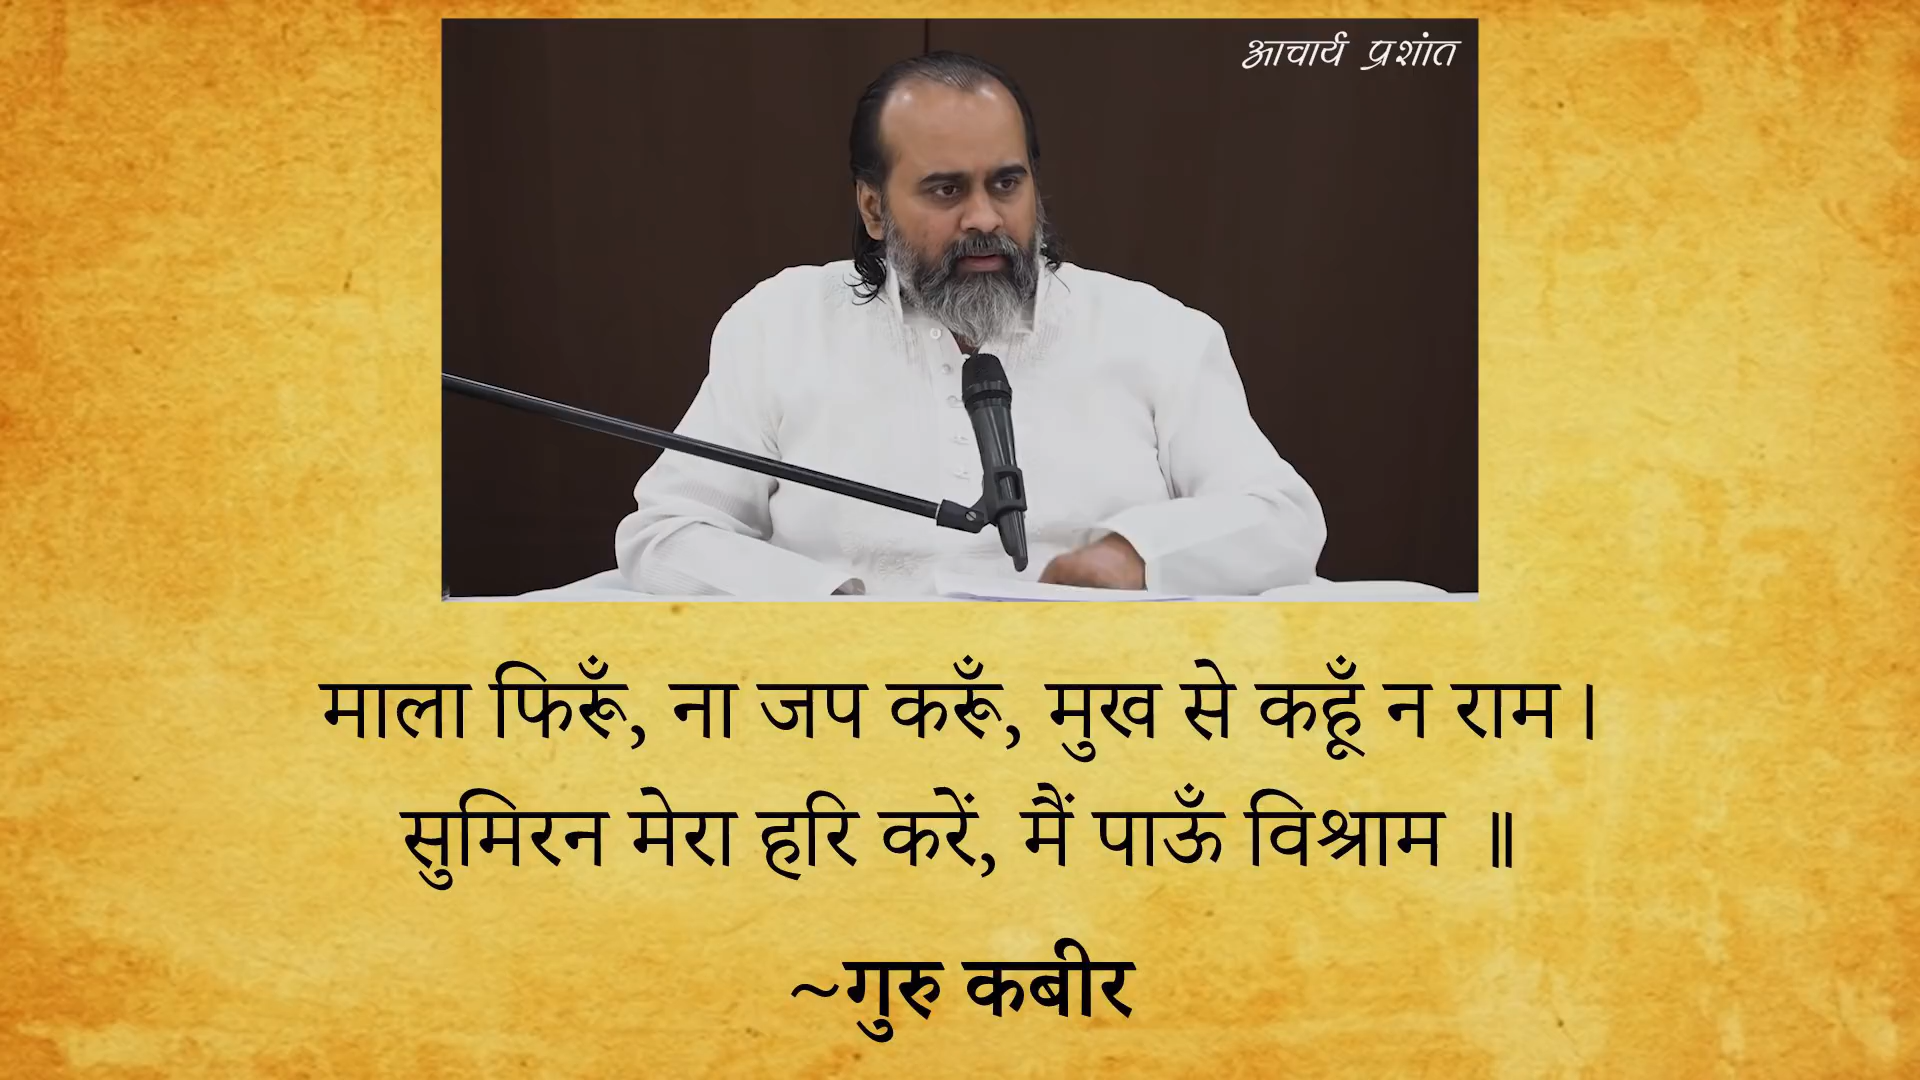 आचार्य प्रशांत
माला फिरूँ, ना जप करूँ, मुख से कहूँ न राम।
सुमिरन मेरा हरि करें, मैं पाऊँ विश्राम ॥
~गुरु कबीर